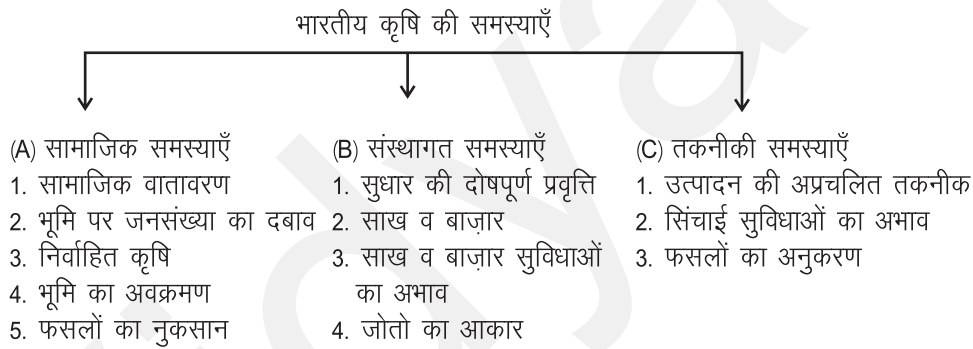 भारतीय कृषि की समस्याएँ
(A) सामाजिक समस्याएँ
1. सामाजिक वातावरण
2. भूमि पर जनसंख्या का दबाव
3. निर्वाहित कृषि
4. भूमि का अवक्रमण
5. फसलों का नुकसान
(B) संस्थागत समस्याएँ
1. सुधार की दोषपूर्ण प्रवृत्ति
2. साख व बाज़ार
3. साख व बाज़ार सुविधाओं
का अभाव
4. जोतो का आकार
(C) तकनीकी समस्याएँ
1. उत्पादन की अप्रचलित तकनीक
2. सिंचाई सुविधाओं का अभाव
3. फसलों का अनुकरण